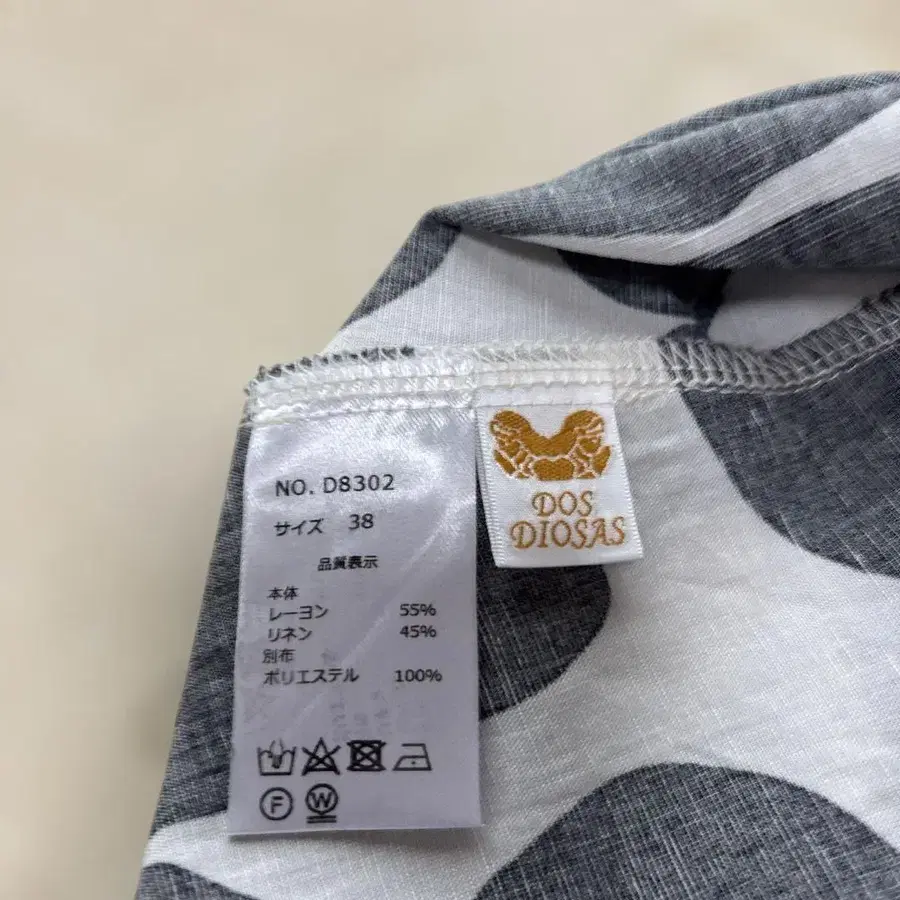 NO. D8302
サイズ 38
品質表示
本体
レーヨン 55%
リネン 45%
別布
ポリエステル 100%
F W
DOS
DIOSAS